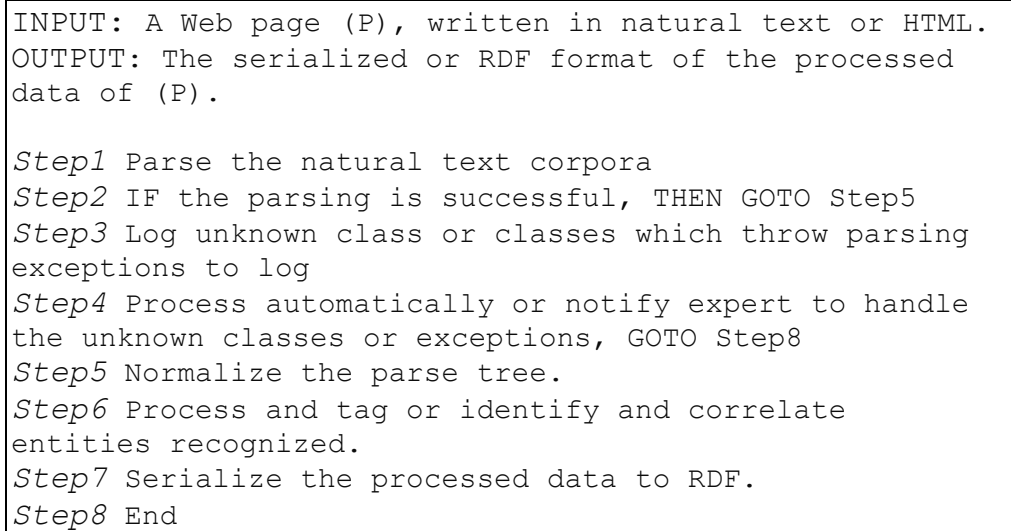 INPUT: A Web page (P), written in natural text or HTML.
OUTPUT: The serialized or RDF format of the processed
data of (P).
Step1 Parse the natural text corpora
Step2 IF the parsing is successful, THEN GOTO Step5
Step3 Log unknown class or classes which throw parsing
exceptions to log
Step4 Process automatically or notify expert to handle
the unknown classes or exceptions, GOTO Step8
Step5 Normalize the parse tree.
Step6 Process and tag or identify and correlate
entities recognized.
Step7 Serialize the processed data to RDF.
Step8 End